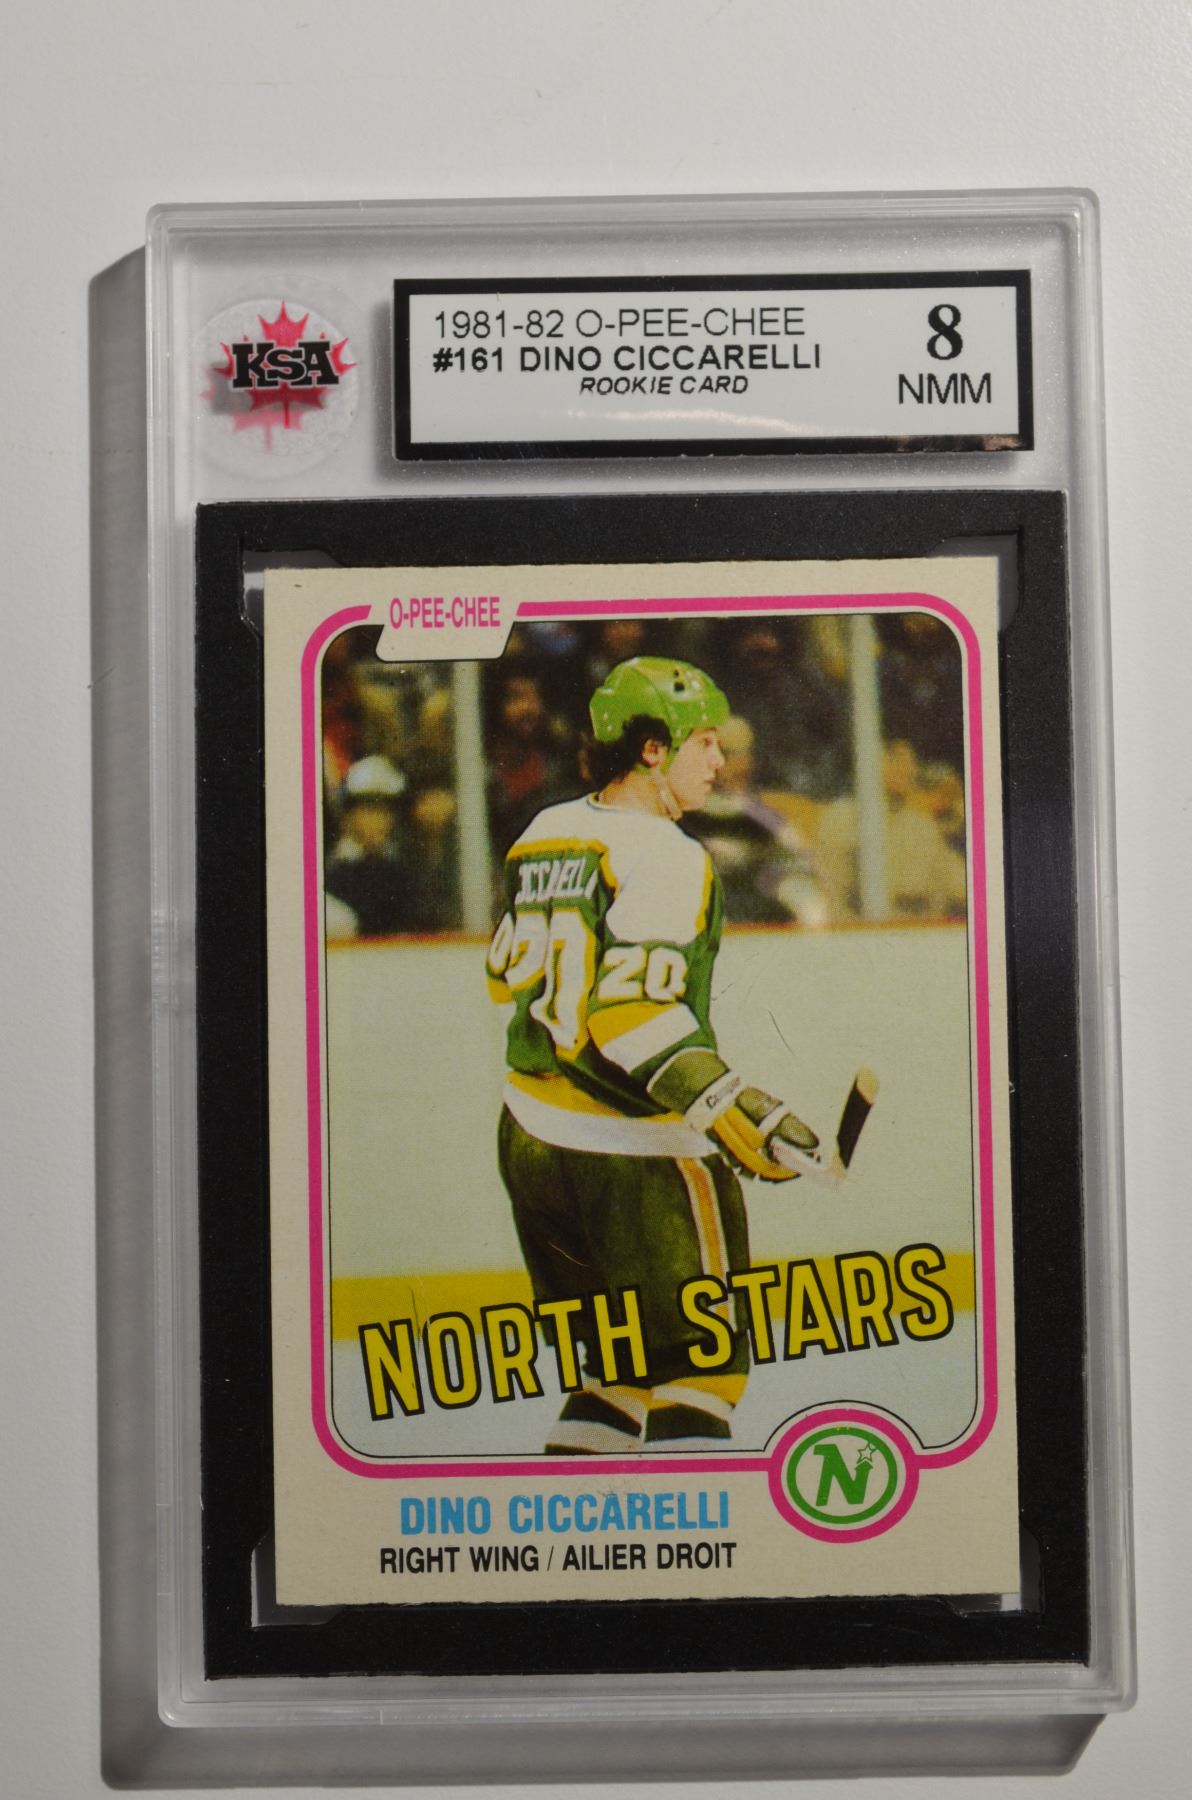 KSA
1981-82 O-PEE-CHEE
#161 DINO CICCARELLI
ROOKIE CARD
8
NMM
O-PEE-CHEE
20
20
NORTH STARS
N
DINO CICCARELLI
RIGHT WING / AILIER DROIT